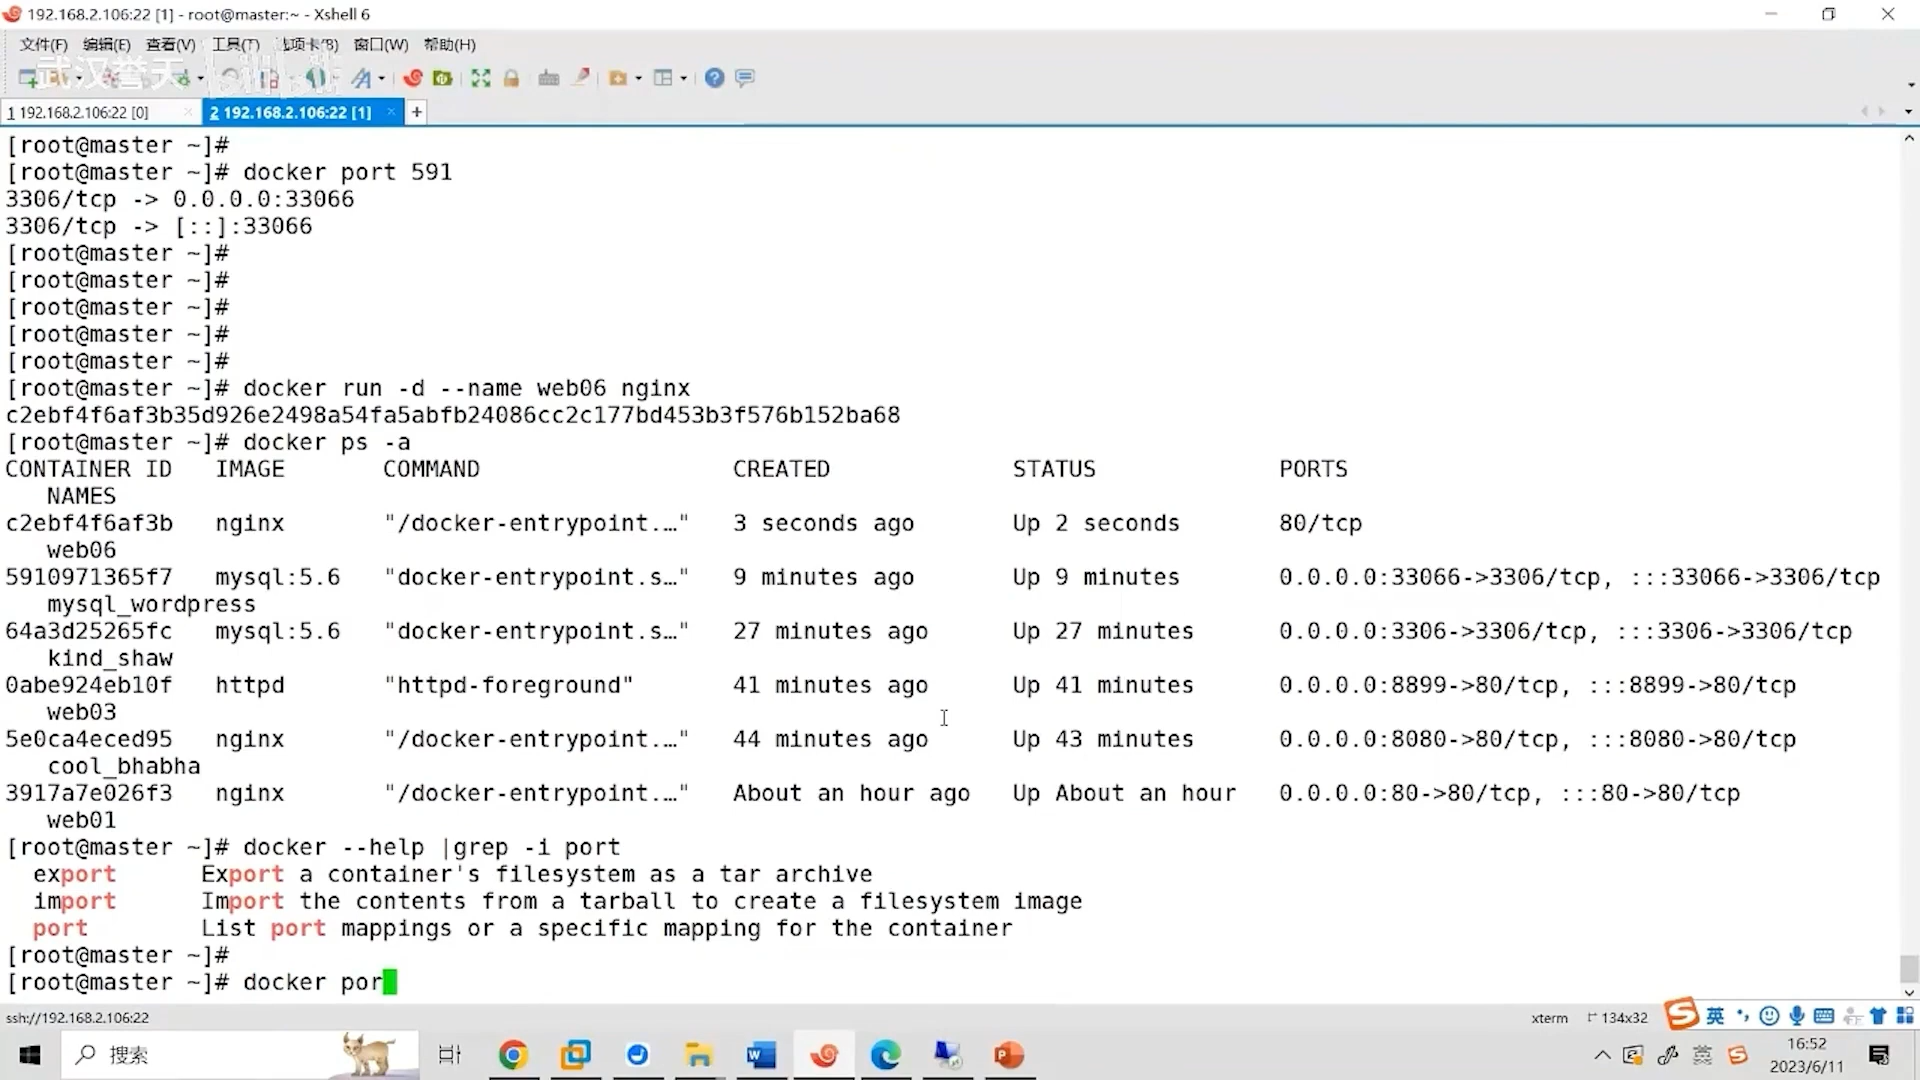 192.168.2.106:22 [1] - root@master:~ - Xshell 6
文件(F) 编辑(E) 查看(V) 工具(T) 选项卡(B) 窗口(W) 帮助(H)
武汉誉天
1 192.168.2.106:22 [0] 2 192.168.2.106:22 [1] +
[root@master ~]#
[root@master ~]# docker port 591
3306/tcp -> 0.0.0.0:33066
3306/tcp -> [::]:33066
[root@master ~]#
[root@master ~]#
[root@master ~]#
[root@master ~]#
[root@master ~]#
[root@master ~]# docker run -d --name web06 nginx
c2ebf4f6af3b35d926e2498a54fa5abfb24086cc2c177bd453b3f576b152ba68
[root@master ~]# docker ps -a
CONTAINER ID IMAGE COMMAND CREATED STATUS PORTS
NAMES
c2ebf4f6af3b nginx "/docker-entrypoint.…" 3 seconds ago Up 2 seconds 80/tcp
web06
5910971365f7 mysql:5.6 "docker-entrypoint.s…" 9 minutes ago Up 9 minutes 0.0.0.0:33066->3306/tcp, :::33066->3306/tcp
mysql_wordpress
64a3d25265fc mysql:5.6 "docker-entrypoint.s…" 27 minutes ago Up 27 minutes 0.0.0.0:3306->3306/tcp, :::3306->3306/tcp
kind_shaw
0abe924eb10f httpd "httpd-foreground" 41 minutes ago Up 41 minutes 0.0.0.0:8899->80/tcp, :::8899->80/tcp
web03
5e0ca4eced95 nginx "/docker-entrypoint.…" 44 minutes ago Up 43 minutes 0.0.0.0:8080->80/tcp, :::8080->80/tcp
cool_bhabha
3917a7e026f3 nginx "/docker-entrypoint.…" About an hour ago Up About an hour 0.0.0.0:80->80/tcp, :::80->80/tcp
web01
[root@master ~]# docker --help |grep -i port
export Export a container's filesystem as a tar archive
import Import the contents from a tarball to create a filesystem image
port List port mappings or a specific mapping for the container
[root@master ~]#
[root@master ~]# docker por
ssh://192.168.2.106:22 xterm 134x32 英
搜索 英 16:52
2023/6/11